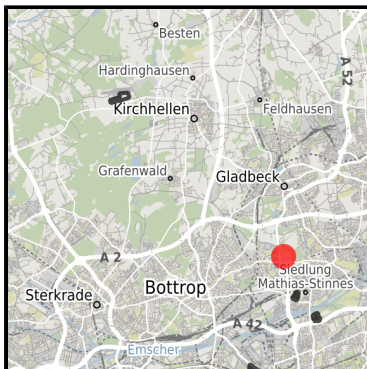 Besten
Hardinghausen
A 52
Kirchhellen
Feldhausen
Grafenwald
Gladbeck
A 2
Siedlung
Mathias-Stinnes
Bottrop
Sterkrade
A 42
Emscher